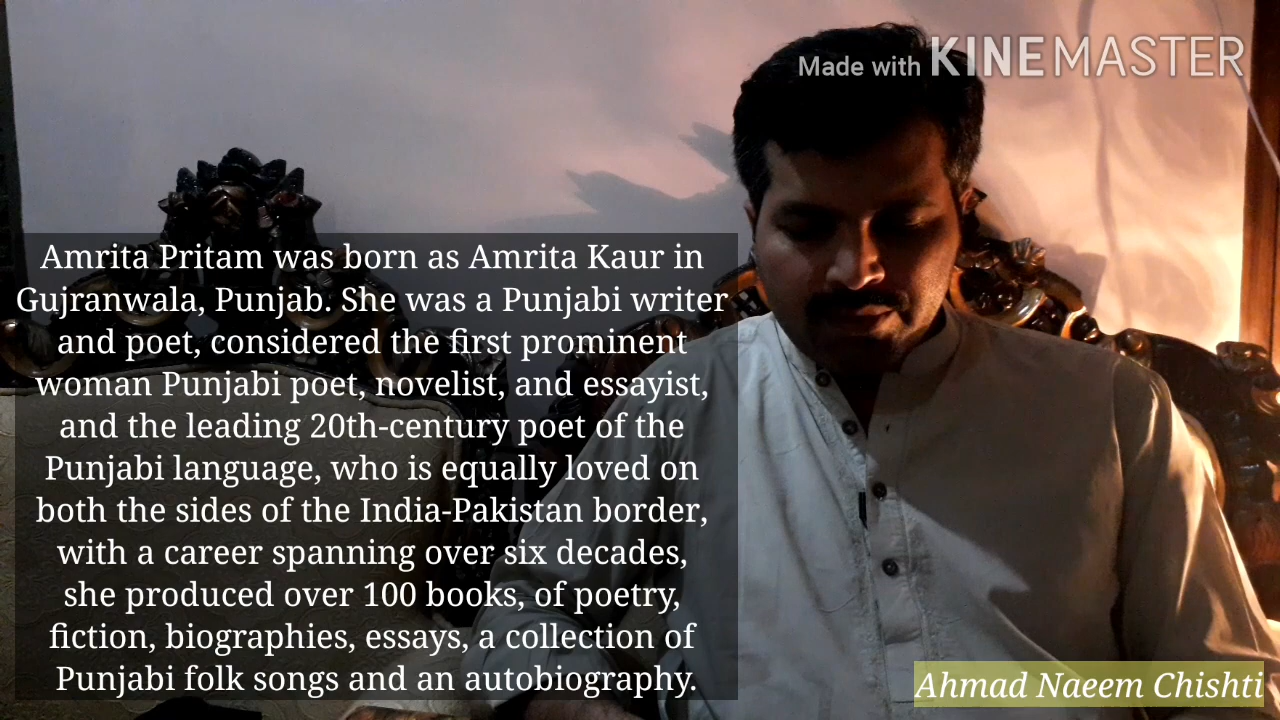 Made with KINEMASTER
Amrita Pritam was born as Amrita Kaur in
Gujranwala, Punjab. She was a Punjabi writer
and poet, considered the first prominent
woman Punjabi poet, novelist, and essayist,
and the leading 20th-century poet of the
Punjabi language, who is equally loved on
both the sides of the India-Pakistan border,
with a career spanning over six decades,
she produced over 100 books, of poetry,
fiction, biographies, essays, a collection of
Punjabi folk songs and an autobiography.
Ahmad Naeem Chishti